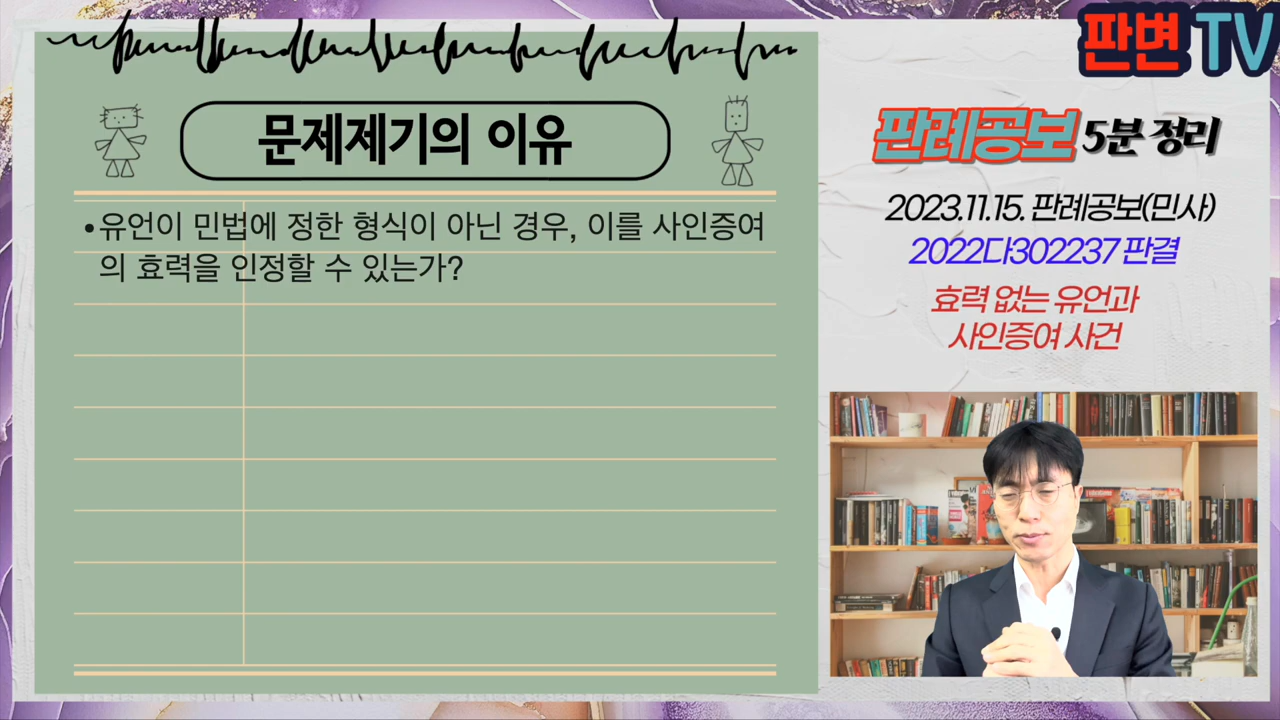 판변 TV
문제제기의 이유
•유언이 민법에 정한 형식이 아닌 경우, 이를 사인증여
의 효력을 인정할 수 있는가?
판례공보 5분 정리
2023.11.15. 판례공보(민사)
2022다302237 판결
효력 없는 유언과
사인증여 사건